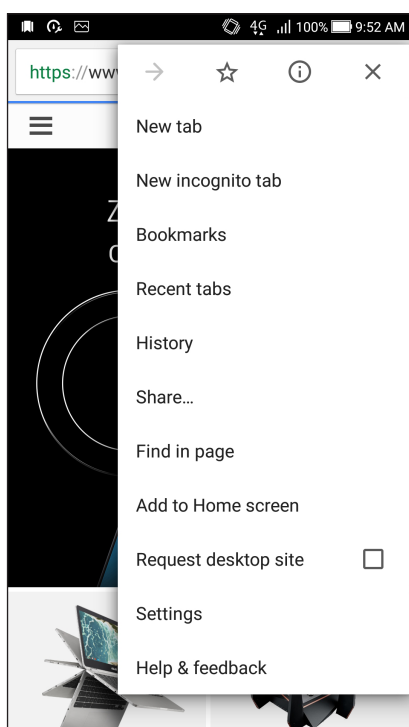 4G 100% 9:52 AM
https://www
New tab
New incognito tab
Bookmarks
Recent tabs
History
Share...
Find in page
Add to Home screen
Request desktop site
Settings
Help & feedback